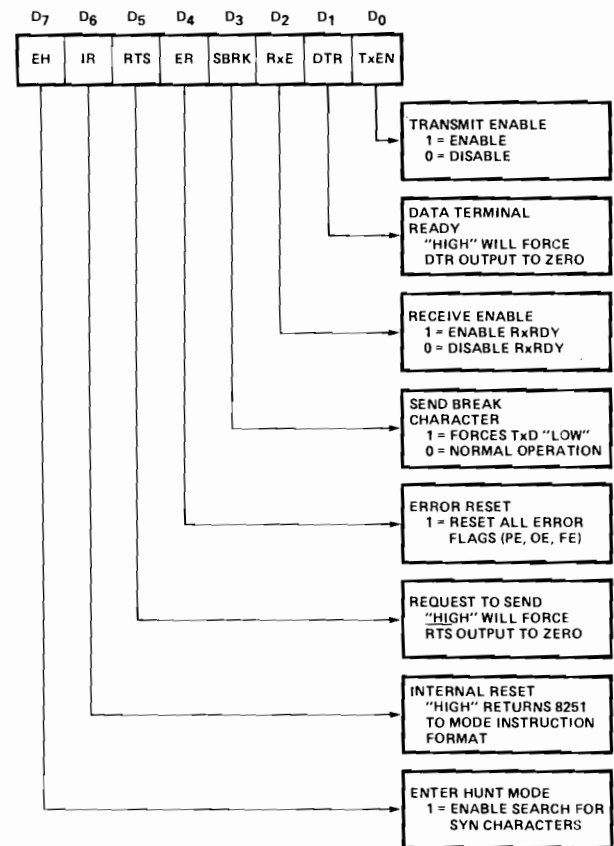 D7 D6 D5 D4 D3 D2 D1 D0
EH IR RTS ER SBRK RxE DTR TxEN
TRANSMIT ENABLE
1 = ENABLE
0 = DISABLE
DATA TERMINAL
READY
"HIGH" WILL FORCE
DTR OUTPUT TO ZERO
RECEIVE ENABLE
1 = ENABLE RxRDY
0 = DISABLE RxRDY
SEND BREAK
CHARACTER
1 = FORCES TxD "LOW"
0 = NORMAL OPERATION
ERROR RESET
1 = RESET ALL ERROR
FLAGS (PE, OE, FE)
REQUEST TO SEND
"HIGH" WILL FORCE
RTS OUTPUT TO ZERO
INTERNAL RESET
"HIGH" RETURNS 8251
TO MODE INSTRUCTION
FORMAT
ENTER HUNT MODE
1 = ENABLE SEARCH FOR
SYN CHARACTERS